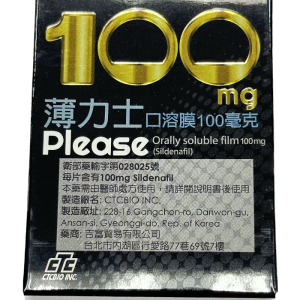 100
mg
薄力士 口溶膜100毫克
Please Orally soluble film 100mg
(Sildenafil)
衛部藥輸字第028025號
每片含有100mg Sildenafil
本藥需由醫師處方使用，請詳閱說明書後使用
製造廠名: CTCBIO INC.
製造廠址: 228-16 Gangchon-ro, Danwon-gu,
Ansan-si, Gyeonggi-do, Rep. of Korea
藥商: 吉富貿易有限公司
台北市內湖區行愛路77巷69號7樓
CTC
CTCBIO INC.